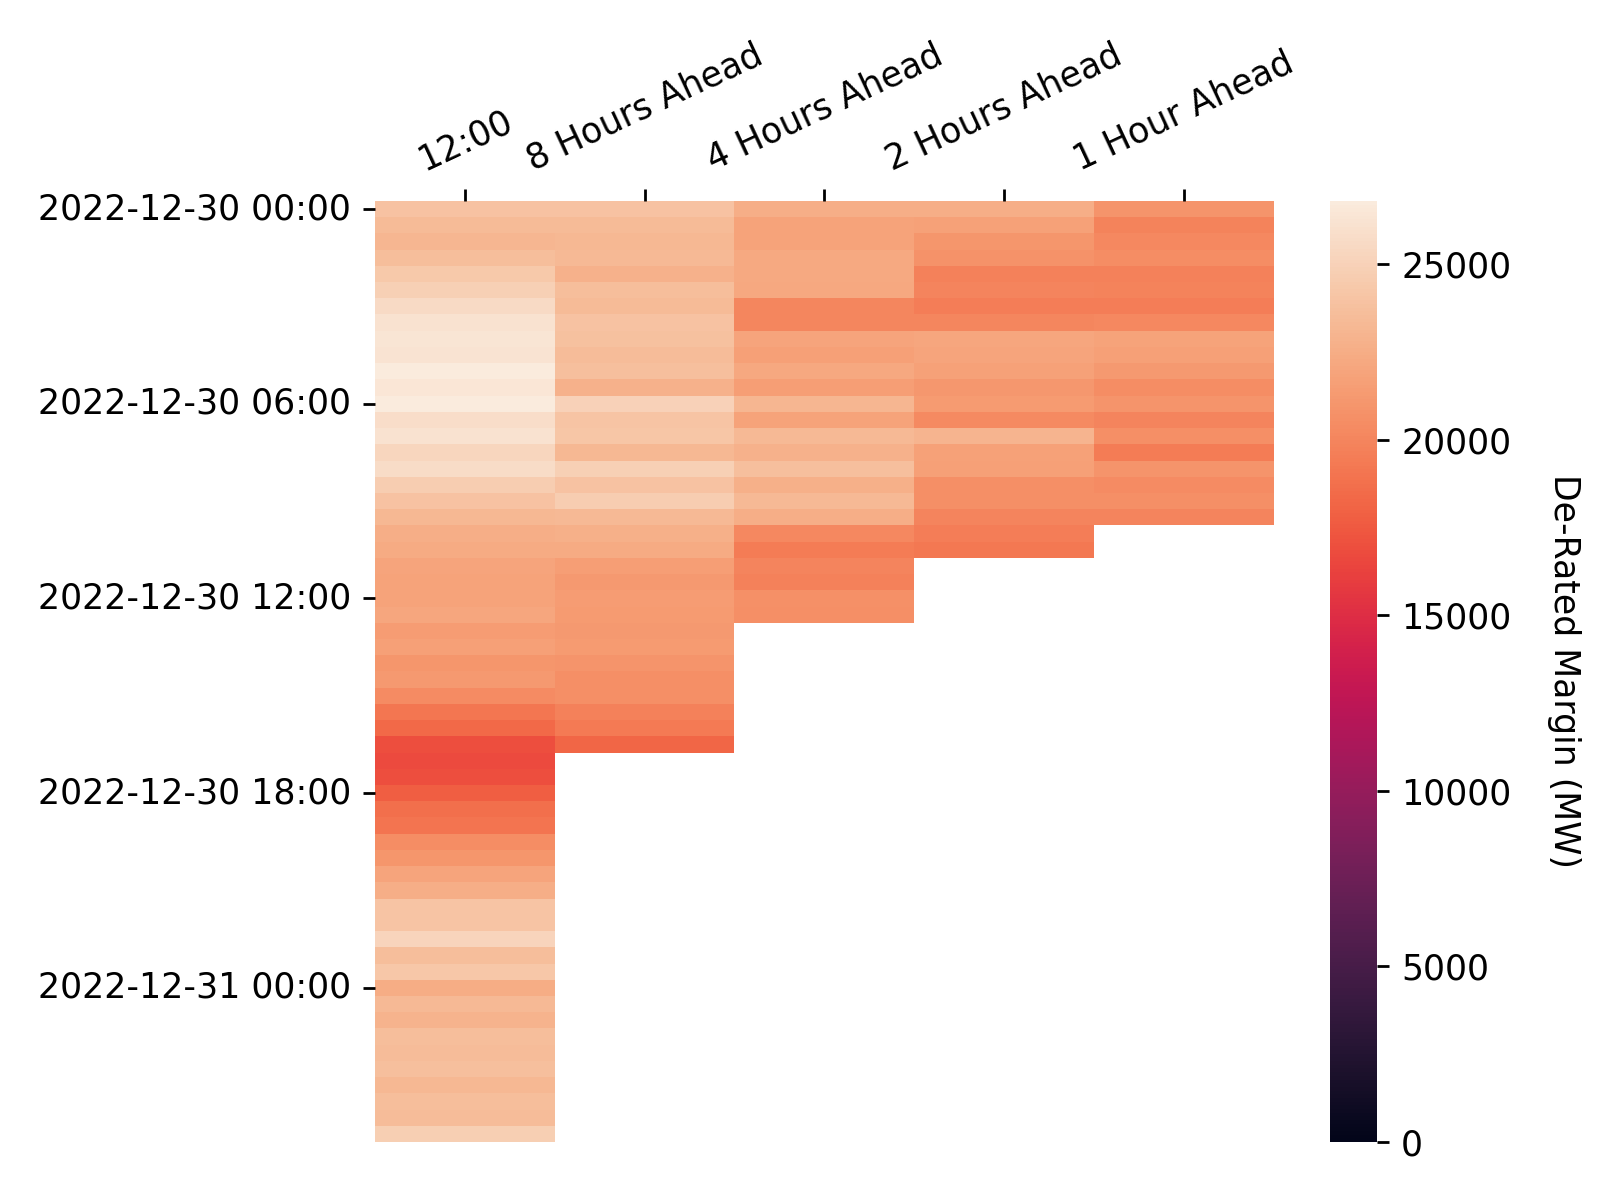 12:00
8 Hours Ahead
4 Hours Ahead
2 Hours Ahead
1 Hour Ahead
2022-12-30 00:00
2022-12-30 06:00
2022-12-30 12:00
2022-12-30 18:00
2022-12-31 00:00
25000
20000
15000
10000
5000
0
De-Rated Margin (MW)